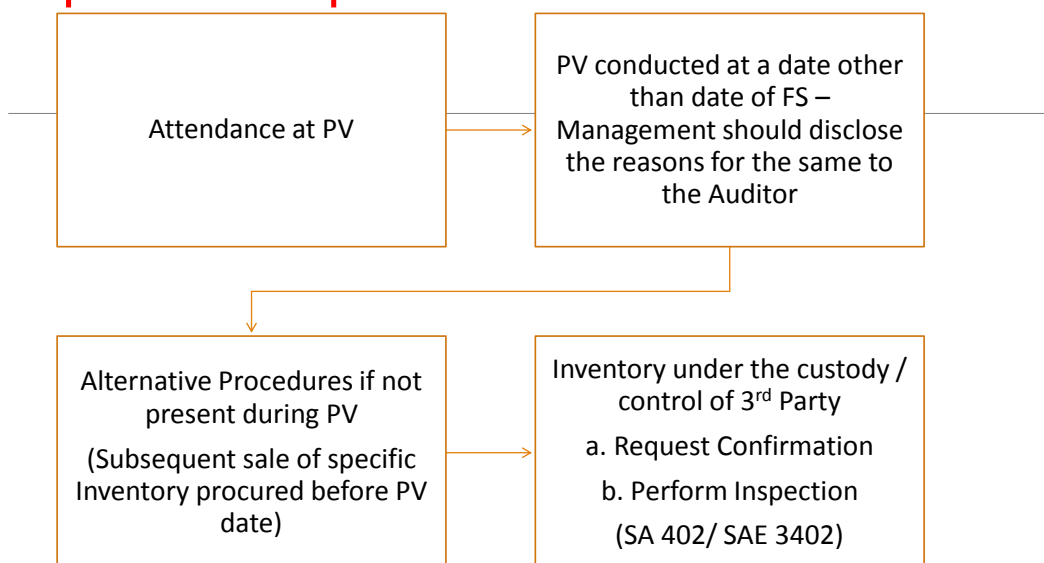 Attendance at PV
PV conducted at a date other
than date of FS –
Management should disclose
the reasons for the same to
the Auditor
Alternative Procedures if not
present during PV
(Subsequent sale of specific
Inventory procured before PV
date)
Inventory under the custody /
control of 3rd Party
a. Request Confirmation
b. Perform Inspection
(SA 402/ SAE 3402)